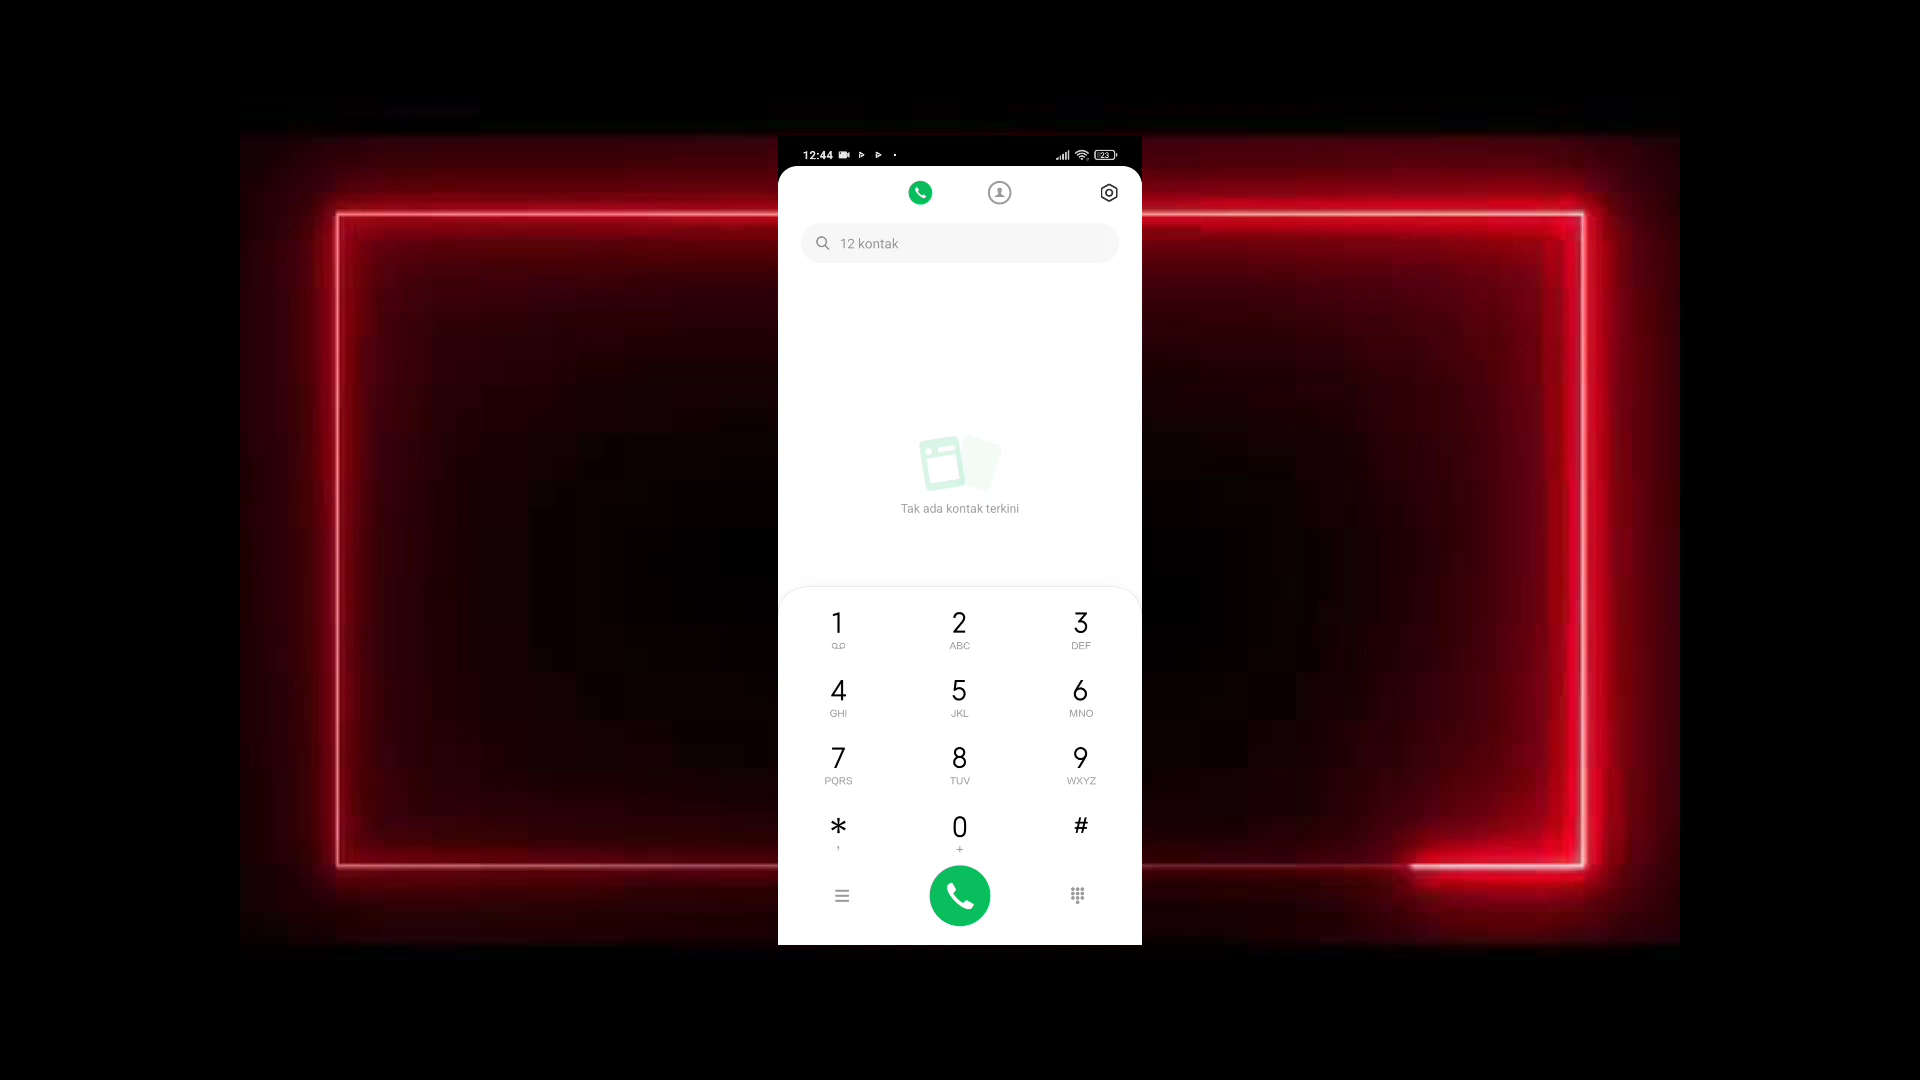 12:44
23
12 kontak
Tak ada kontak terkini
1 2 3
ABC DEF
4 5 6
GHI JKL MNO
7 8 9
PQRS TUV WXYZ
* 0 #
, +